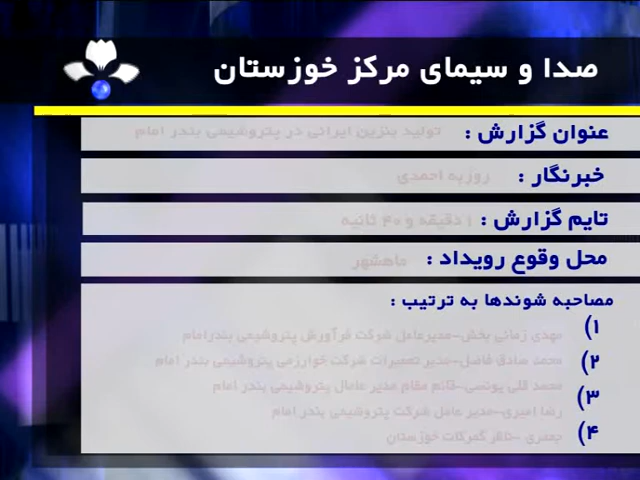 صدا و سیمای مرکز خوزستان
عنوان گزارش : تولید بنزین ایرانی در پتروشیمی بندر امام
خبرنگار : روزبه احمدی
تایم گزارش : ۱ دقیقه و ۴۰ ثانیه
محل وقوع رویداد : ماهشهر
مصاحبه شوندها به ترتیب :
۱) مهدی زمانی بخش-مدیرعامل شرکت فرآورش پتروشیمی بندرامام
۲) محمد صادق فاضل-مدیر تعمیرات شرکت خوارزمی پتروشیمی بندر امام
محمد قلی یونسی-قائم مقام مدیر عامل پتروشیمی بندر امام
۳) رضا امیری-مدیر عامل شرکت پتروشیمی بندر امام
۴) جعفری -ناظر گمرکات خوزستان